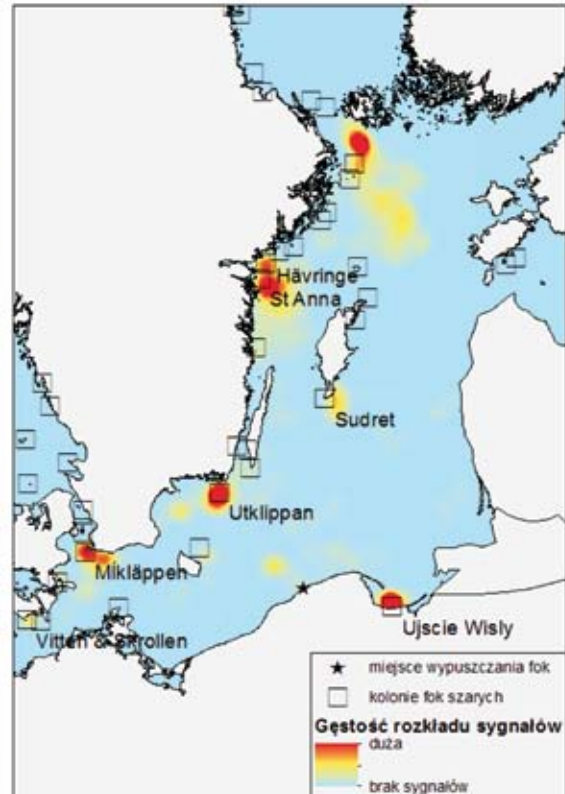 Hävringe
St Anna
Sudret
Utklippan
Mikläppen
Ujscie Wisly
Vitten & Skrollen
miejsce wypuszczania fok
kolonie fok szarych
Gęstość rozkładu sygnałów
duża
brak sygnałów